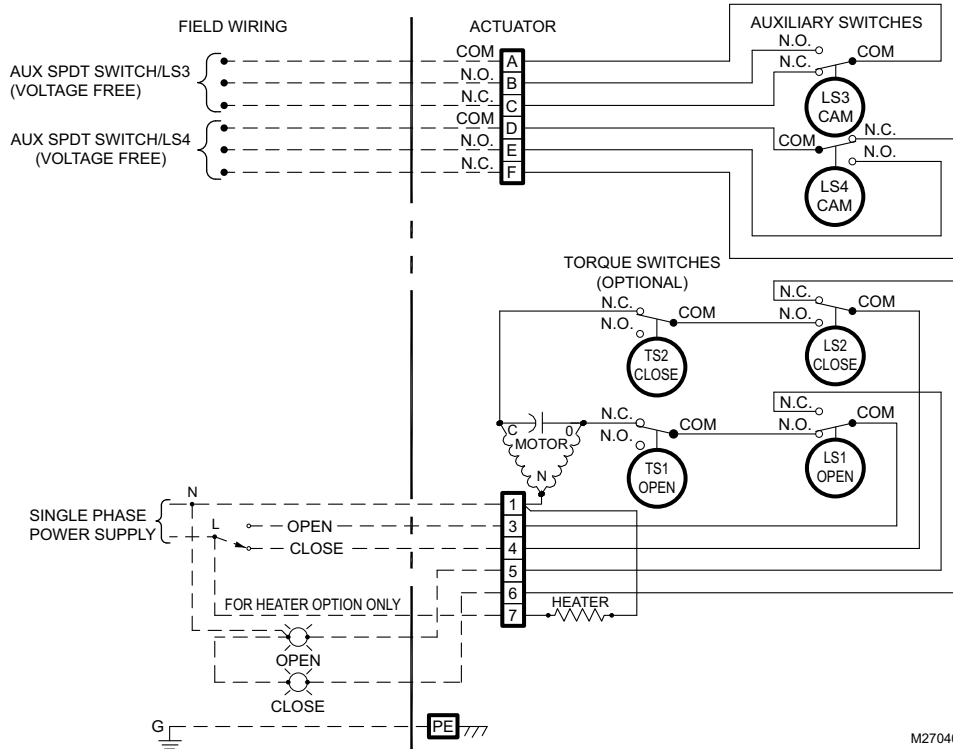 FIELD WIRING
ACTUATOR
AUXILIARY SWITCHES
AUX SPDT SWITCH/LS3
(VOLTAGE FREE)
AUX SPDT SWITCH/LS4
(VOLTAGE FREE)
COM
N.O.
N.C.
COM
N.O.
N.C.
A
B
C
D
E
F
N.O.
N.C.
COM
LS3
CAM
COM
N.C.
N.O.
LS4
CAM
TORQUE SWITCHES
(OPTIONAL)
N.C.
N.O.
COM
TS2
CLOSE
N.C.
N.O.
COM
LS2
CLOSE
C
0
MOTOR
N
N.C.
N.O.
COM
TS1
OPEN
N.C.
N.O.
COM
LS1
OPEN
SINGLE PHASE
POWER SUPPLY
N
L
OPEN
CLOSE
1
3
4
5
6
7
FOR HEATER OPTION ONLY
HEATER
OPEN
CLOSE
G
PE